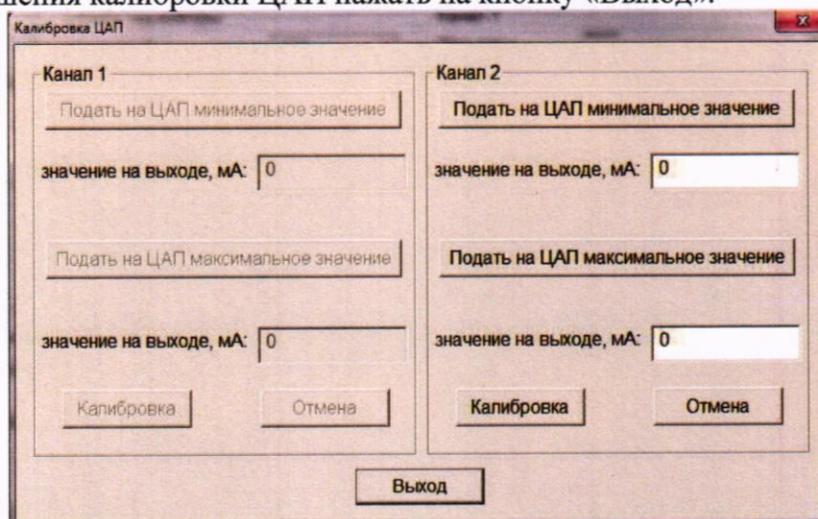 калибровки ЦАП нажать на кнопку «Выход».
Калибровка ЦАП
Канал 1
Подать на ЦАП минимальное значение
значение на выходе, мА: 0
Подать на ЦАП максимальное значение
значение на выходе, мА: 0
Калибровка Отмена
Канал 2
Подать на ЦАП минимальное значение
значение на выходе, мА: 0
Подать на ЦАП максимальное значение
значение на выходе, мА: 0
Калибровка Отмена
Выход